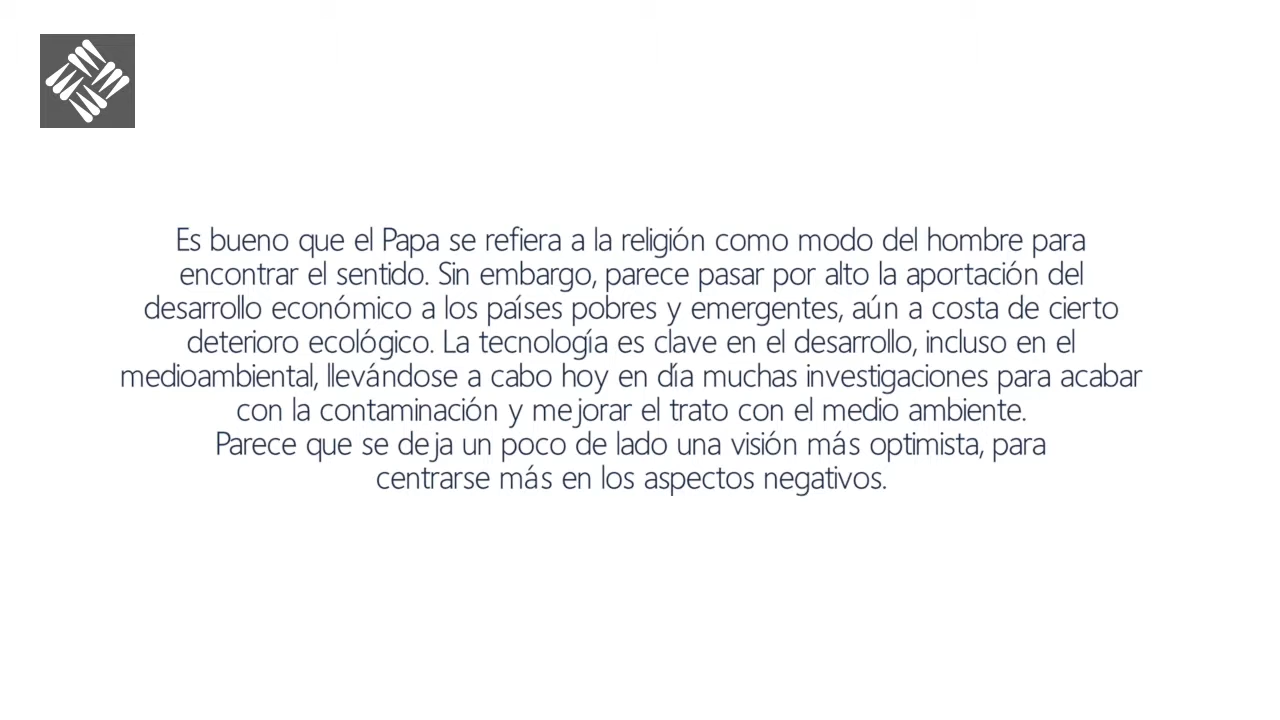 Es bueno que el Papa se refiera a la religión como modo del hombre para
encontrar el sentido. Sin embargo, parece pasar por alto la aportación del
desarrollo económico a los países pobres y emergentes, aún a costa de cierto
deterioro ecológico. La tecnología es clave en el desarrollo, incluso en el
medioambiental, llevándose a cabo hoy en día muchas investigaciones para acabar
con la contaminación y mejorar el trato con el medio ambiente.
Parece que se deja un poco de lado una visión más optimista, para
centrarse más en los aspectos negativos.